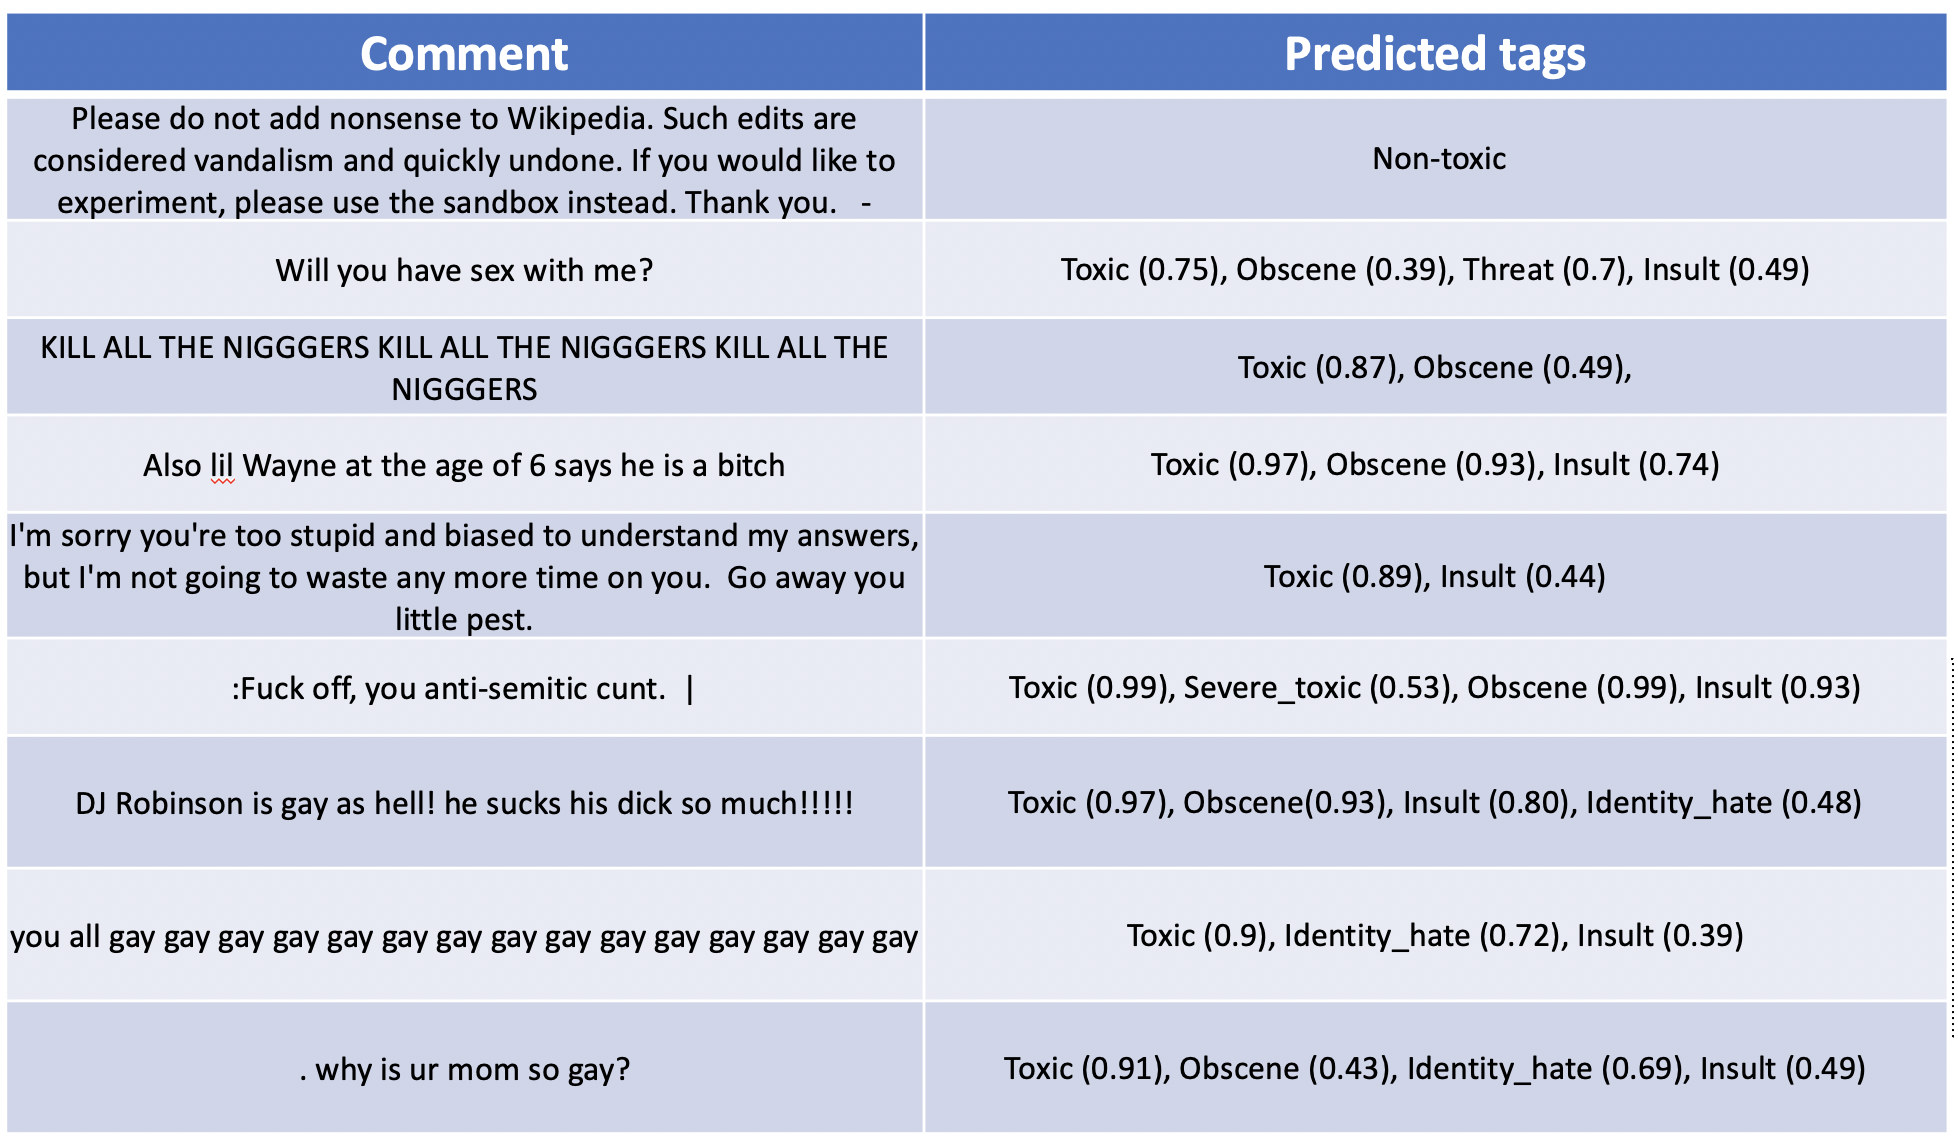 Comment
Predicted tags
Please do not add nonsense to Wikipedia. Such edits are
considered vandalism and quickly undone. If you would like to
experiment, please use the sandbox instead. Thank you.   -
Non-toxic
Will you have sex with me?
Toxic (0.75), Obscene (0.39), Threat (0.7), Insult (0.49)
KILL ALL THE NIGGGERS KILL ALL THE NIGGGERS KILL ALL THE
NIGGGERS
Toxic (0.87), Obscene (0.49),
Also lil Wayne at the age of 6 says he is a bitch
Toxic (0.97), Obscene (0.93), Insult (0.74)
I'm sorry you're too stupid and biased to understand my answers,
but I'm not going to waste any more time on you.  Go away you
little pest.
Toxic (0.89), Insult (0.44)
:Fuck off, you anti-semitic cunt.  |
Toxic (0.99), Severe_toxic (0.53), Obscene (0.99), Insult (0.93)
DJ Robinson is gay as hell! he sucks his dick so much!!!!!
Toxic (0.97), Obscene(0.93), Insult (0.80), Identity_hate (0.48)
you all gay gay gay gay gay gay gay gay gay gay gay gay gay gay gay
Toxic (0.9), Identity_hate (0.72), Insult (0.39)
. why is ur mom so gay?
Toxic (0.91), Obscene (0.43), Identity_hate (0.69), Insult (0.49)